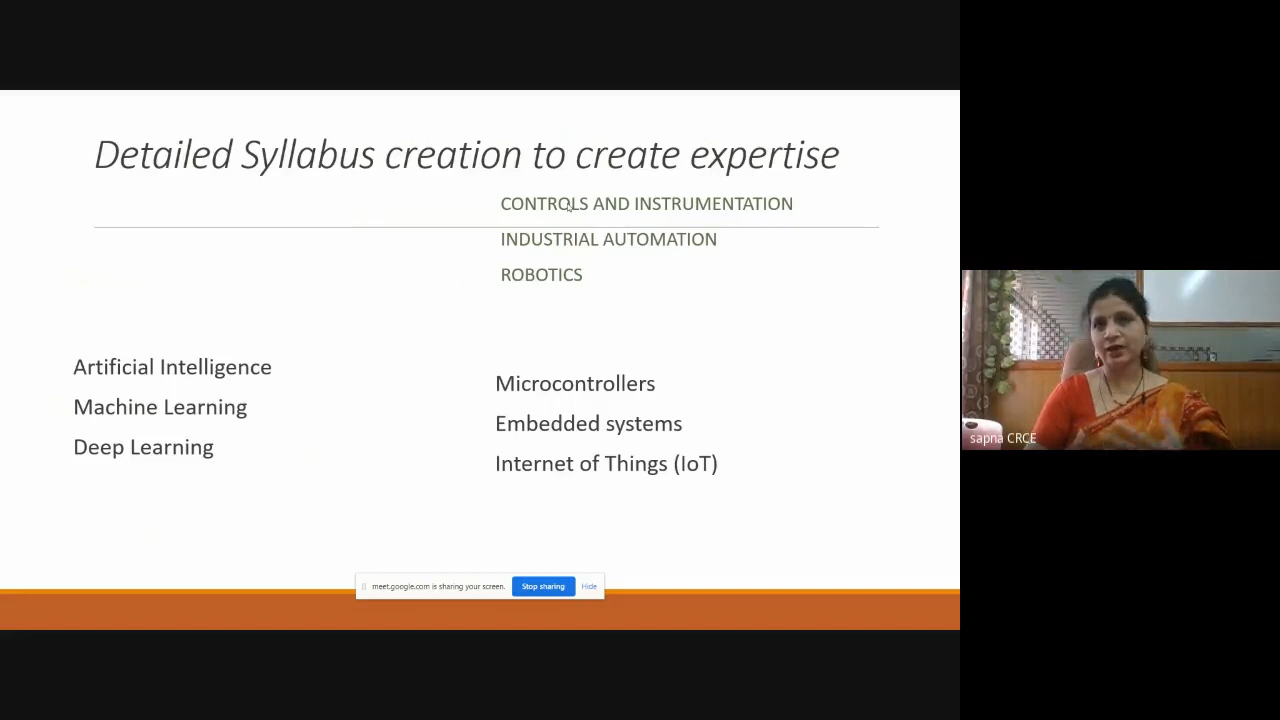 Detailed Syllabus creation to create expertise
CONTROLS AND INSTRUMENTATION
INDUSTRIAL AUTOMATION
ROBOTICS
Artificial Intelligence
Machine Learning
Deep Learning
Microcontrollers
Embedded systems
Internet of Things (IoT)
meet.google.com is sharing your screen.
Stop sharing
Hide
sapna CRCE